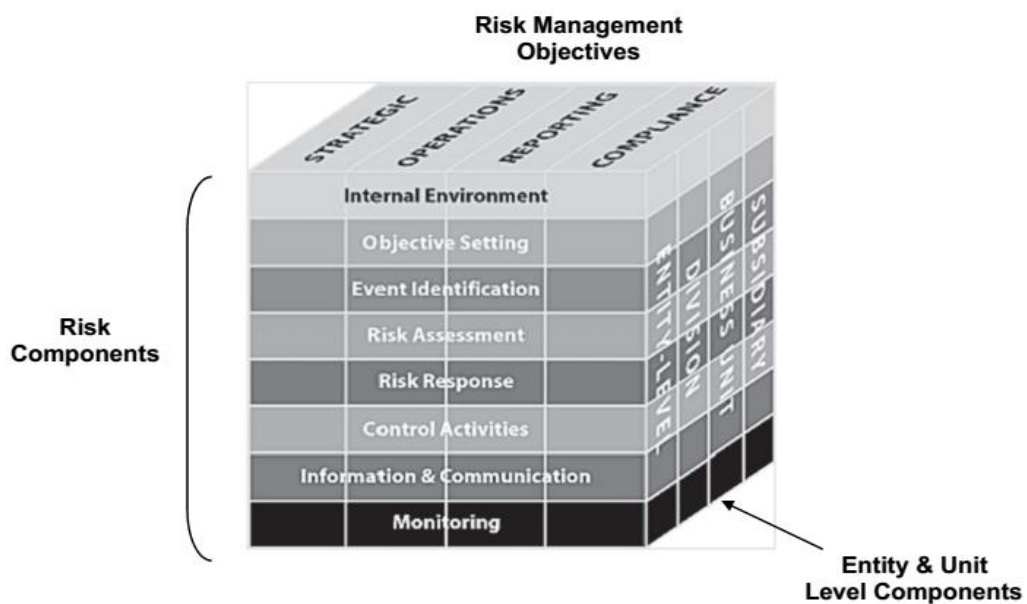 Risk Management
Objectives
STRATEGIC
OPERATIONS
REPORTING
COMPLIANCE
Internal Environment
Objective Setting
Event Identification
Risk Assessment
Risk Response
Control Activities
Information & Communication
Monitoring
ENTITY-LEVEL
DIVISION
BUSINESS UNIT
SUBSIDIARY
Risk
Components
Entity & Unit
Level Components